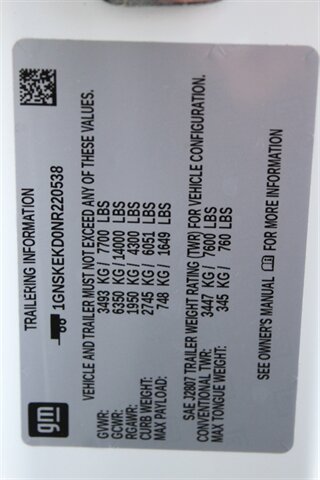 gm
TRAILERING INFORMATION
1GNSKEKD0NR220538
VEHICLE AND TRAILER MUST NOT EXCEED ANY OF THESE VALUES.
GVWR: 3493 KG / 7700 LBS
GCWR: 6350 KG / 14000 LBS
RGAWR: 1950 KG / 4300 LBS
CURB WEIGHT: 2745 KG / 6051 LBS
MAX PAYLOAD: 748 KG / 1649 LBS
SAE J2807 TRAILER WEIGHT RATING (TWR) FOR VEHICLE CONFIGURATION.
CONVENTIONAL TWR: 3447 KG / 7600 LBS
MAX TONGUE WEIGHT: 345 KG / 760 LBS
SEE OWNER'S MANUAL FOR MORE INFORMATION